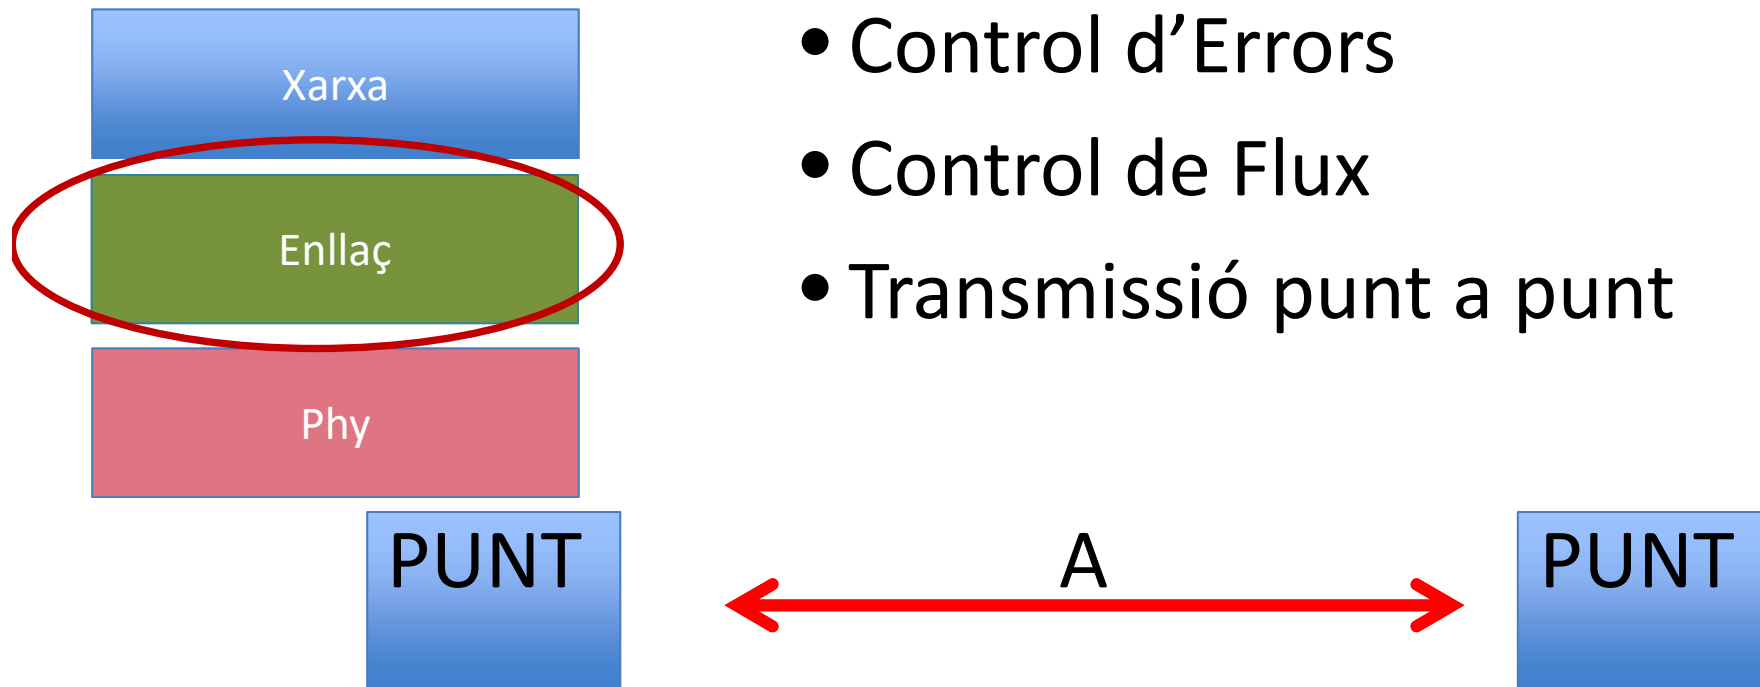 Xarxa
Enllaç
Phy
• Control d’Errors
• Control de Flux
• Transmissió punt a punt
PUNT
A
PUNT